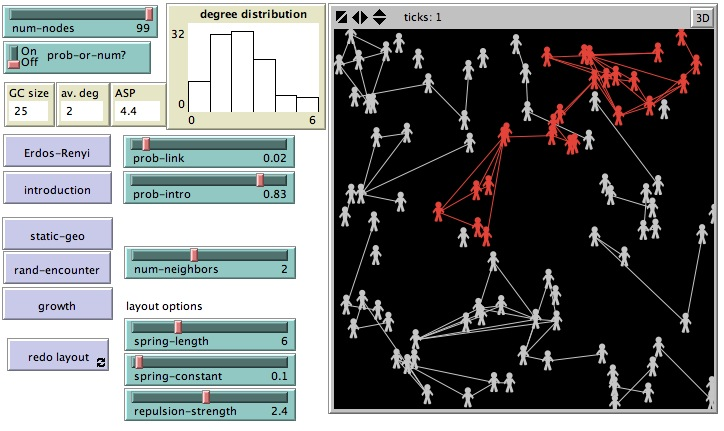 num-nodes 99
On
Off
prob-or-num?
GC size
25
av. deg
2
ASP
4.4
degree distribution
32
0
0 6
Erdos-Renyi
introduction
prob-link 0.02
prob-intro 0.83
static-geo
rand-encounter
growth
num-neighbors 2
layout options
redo layout
spring-length 6
spring-constant 0.1
repulsion-strength 2.4
ticks: 1
3D